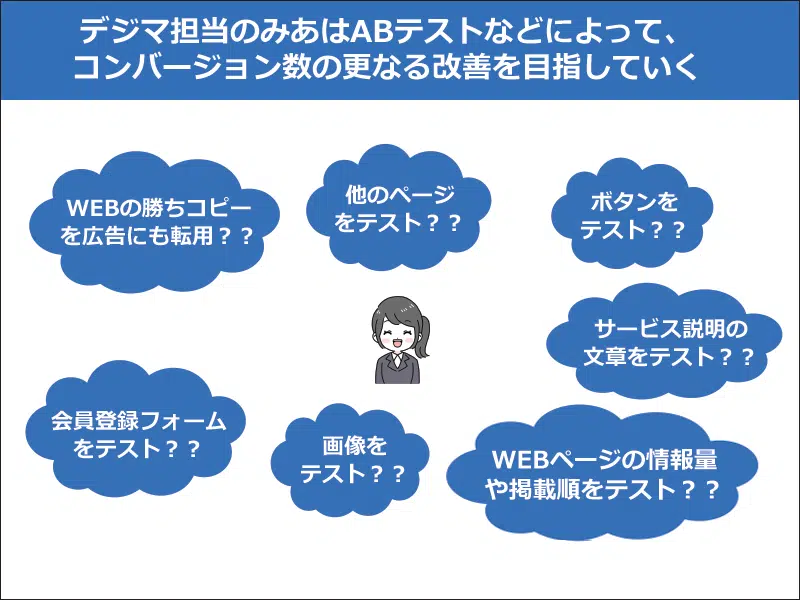 デジマ担当のみあはABテストなどによって、
コンバージョン数の更なる改善を目指していく
WEBの勝ちコピー
を広告にも転用？？
他のページ
をテスト？？
ボタンを
テスト？？
サービス説明の
文章をテスト？？
会員登録フォーム
をテスト？？
画像を
テスト？？
WEBページの情報量
や掲載順をテスト？？